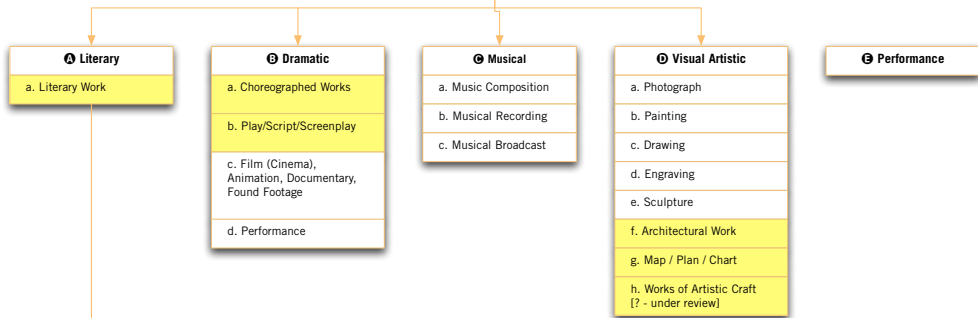 Ⓐ Literary
a. Literary Work
Ⓑ Dramatic
a. Choreographed Works
b. Play/Script/Screenplay
c. Film (Cinema),
Animation, Documentary,
Found Footage
d. Performance
Ⓒ Musical
a. Music Composition
b. Musical Recording
c. Musical Broadcast
Ⓓ Visual Artistic
a. Photograph
b. Painting
c. Drawing
d. Engraving
e. Sculpture
f. Architectural Work
g. Map / Plan / Chart
h. Works of Artistic Craft
[? - under review]
Ⓔ Performance